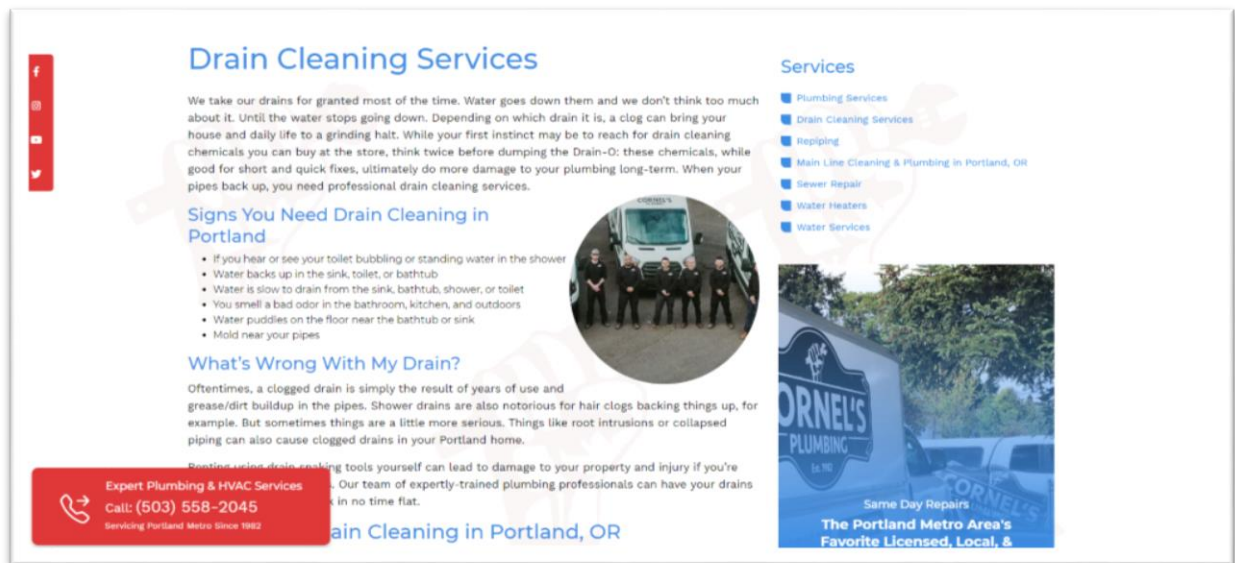 Drain Cleaning Services
We take our drains for granted most of the time. Water goes down them and we don't think too much
about it. Until the water stops going down. Depending on which drain it is, a clog can bring your
house and daily life to a grinding halt. While your first instinct may be to reach for drain cleaning
chemicals you can buy at the store, think twice before dumping the Drain-O: these chemicals, while
good for short and quick fixes, ultimately do more damage to your plumbing long-term. When your
pipes back up, you need professional drain cleaning services.
Signs You Need Drain Cleaning in
Portland
• If you hear or see your toilet bubbling or standing water in the shower
• Water backs up in the sink, toilet, or bathtub
• Water is slow to drain from the sink, bathtub, shower, or toilet
• You smell a bad odor in the bathroom, kitchen, and outdoors
• Water puddles on the floor near the bathtub or sink
• Mold near your pipes
CORNEL'S
What's Wrong With My Drain?
Oftentimes, a clogged drain is simply the result of years of use and
grease/dirt buildup in the pipes. Shower drains are also notorious for hair clogs backing things up, for
example. But sometimes things are a little more serious. Things like root intrusions or collapsed
piping can also cause clogged drains in your Portland home.
Renting using drain snaking tools yourself can lead to damage to your property and injury if you're
. Our team of expertly-trained plumbing professionals can have your drains
k in no time flat.
ain Cleaning in Portland, OR
Expert Plumbing & HVAC Services
Call: (503) 558-2045
Servicing Portland Metro Since 1982
Services
Plumbing Services
Drain Cleaning Services
Repiping
Main Line Cleaning & Plumbing in Portland, OR
Sewer Repair
Water Heaters
Water Services
ORNEL'S
PLUMBING
Est. 1982
CORNEL'S
Same Day Repairs
The Portland Metro Area's
Favorite Licensed, Local, &